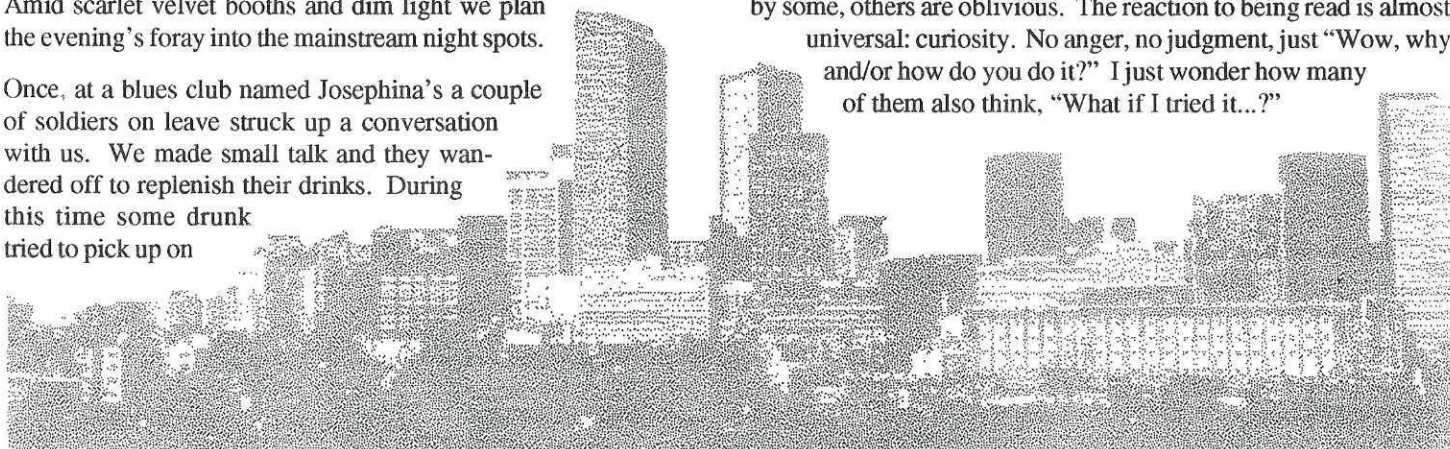 Amid scarlet velvet booths and dim light we plan
the evening's foray into the mainstream night spots.
Once, at a blues club named Josephina's a couple
of soldiers on leave struck up a conversation
with us. We made small talk and they wan-
dered off to replenish their drinks. During
this time some drunk
tried to pick up on
by some, others are oblivious. The reaction to being read is almost
universal: curiosity. No anger, no judgment, just “Wow, why
and/or how do you do it?” I just wonder how many
of them also think, “What if I tried it...?”